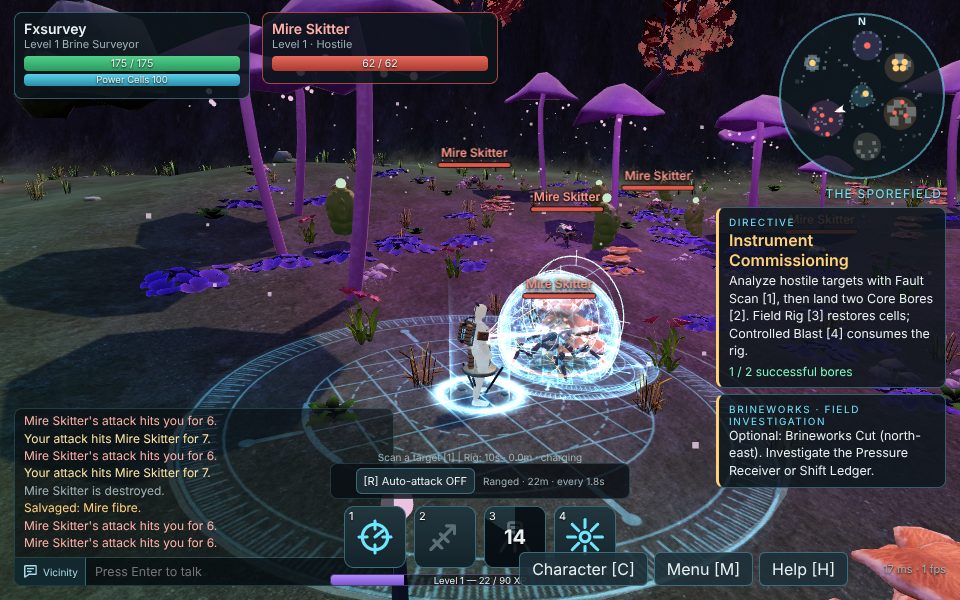 Fxsurvey
Level 1 Brine Surveyor
175 / 175
Power Cells 100
Mire Skitter
Level 1 · Hostile
62 / 62
N
THE SPOREFIELD
Mire Skitter
Mire Skitter
Mire Skitter
Mire Skitter
Mire Skitter
DIRECTIVE
Instrument
Commissioning
Analyze hostile targets with Fault
Scan [1], then land two Core Bores
[2]. Field Rig [3] restores cells;
Controlled Blast [4] consumes the
rig.
1 / 2 successful bores
BRINEWORKS · FIELD
INVESTIGATION
Optional: Brineworks Cut (north-
east). Investigate the Pressure
Receiver or Shift Ledger.
Mire Skitter's attack hits you for 6.
Your attack hits Mire Skitter for 7.
Mire Skitter's attack hits you for 6.
Your attack hits Mire Skitter for 7.
Mire Skitter is destroyed.
Salvaged: Mire fibre.
Mire Skitter's attack hits you for 6.
Mire Skitter's attack hits you for 6.
Vicinity
Press Enter to talk
Scan a target [1] | Rig: 10s · 0.0m · charging
[R] Auto-attack OFF
Ranged · 22m · every 1.8s
1
2
3
14
4
Level 1 — 22 / 90 X
Character [C]
Menu [M]
Help [H]
17 ms · 1 fps